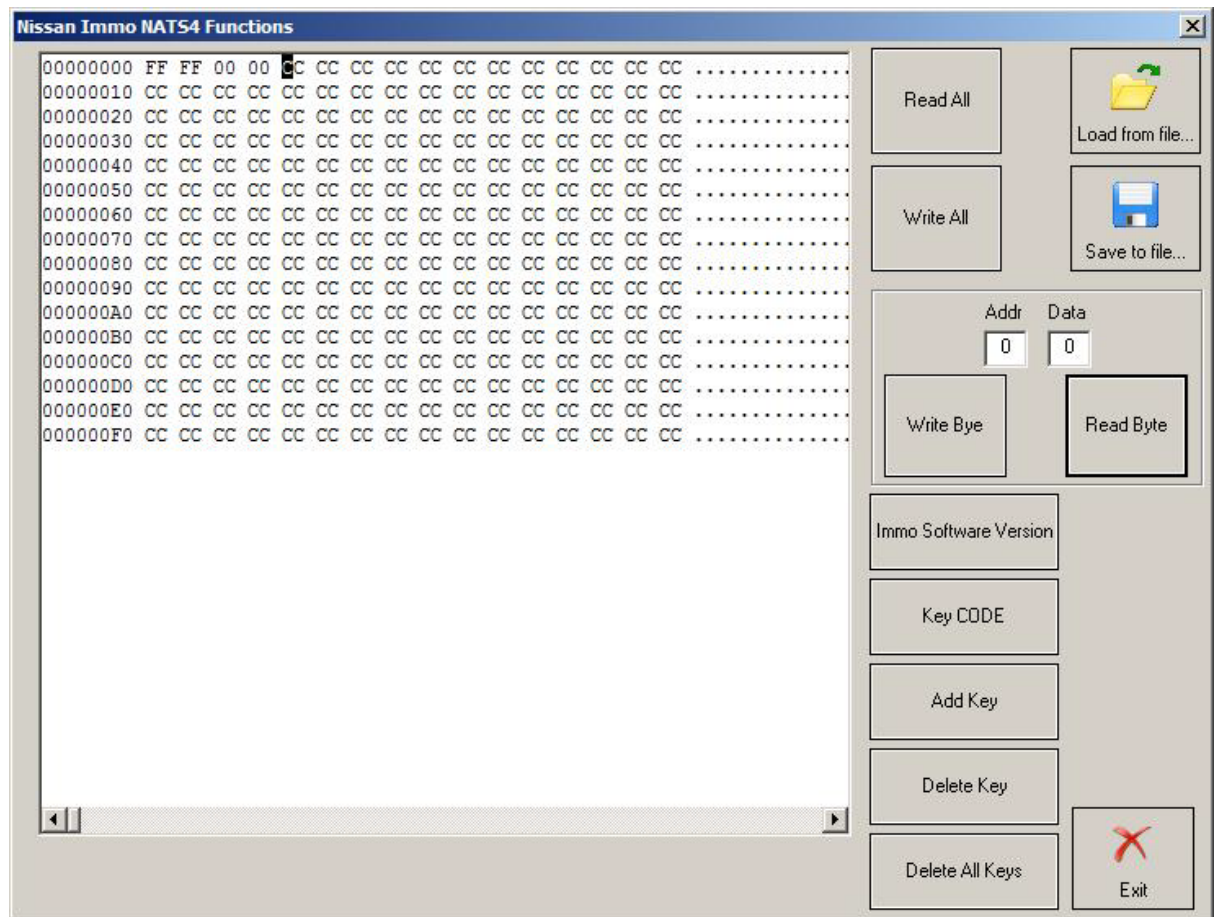 Nissan Immo NATS4 Functions
00000000 FF FF 00 00 CC CC CC CC CC CC CC CC CC CC CC CC ..............
00000010 CC CC CC CC CC CC CC CC CC CC CC CC CC CC CC CC ..............
00000020 CC CC CC CC CC CC CC CC CC CC CC CC CC CC CC CC ..............
00000030 CC CC CC CC CC CC CC CC CC CC CC CC CC CC CC CC ..............
00000040 CC CC CC CC CC CC CC CC CC CC CC CC CC CC CC CC ..............
00000050 CC CC CC CC CC CC CC CC CC CC CC CC CC CC CC CC ..............
00000060 CC CC CC CC CC CC CC CC CC CC CC CC CC CC CC CC ..............
00000070 CC CC CC CC CC CC CC CC CC CC CC CC CC CC CC CC ..............
00000080 CC CC CC CC CC CC CC CC CC CC CC CC CC CC CC CC ..............
00000090 CC CC CC CC CC CC CC CC CC CC CC CC CC CC CC CC ..............
000000A0 CC CC CC CC CC CC CC CC CC CC CC CC CC CC CC CC ..............
000000B0 CC CC CC CC CC CC CC CC CC CC CC CC CC CC CC CC ..............
000000C0 CC CC CC CC CC CC CC CC CC CC CC CC CC CC CC CC ..............
000000D0 CC CC CC CC CC CC CC CC CC CC CC CC CC CC CC CC ..............
000000E0 CC CC CC CC CC CC CC CC CC CC CC CC CC CC CC CC ..............
000000F0 CC CC CC CC CC CC CC CC CC CC CC CC CC CC CC CC ..............
Read All
Load from file...
Write All
Save to file...
Addr Data
0 0
Write Bye
Read Byte
Immo Software Version
Key CODE
Add Key
Delete Key
Delete All Keys
Exit